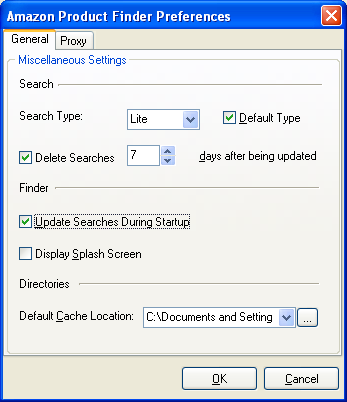 Amazon Product Finder Preferences
General Proxy
Miscellaneous Settings
Search
Search Type: Lite Default Type
Delete Searches 7 days after being updated
Finder
Update Searches During Startup
Display Splash Screen
Directories
Default Cache Location: C:\Documents and Setting ...
OK Cancel